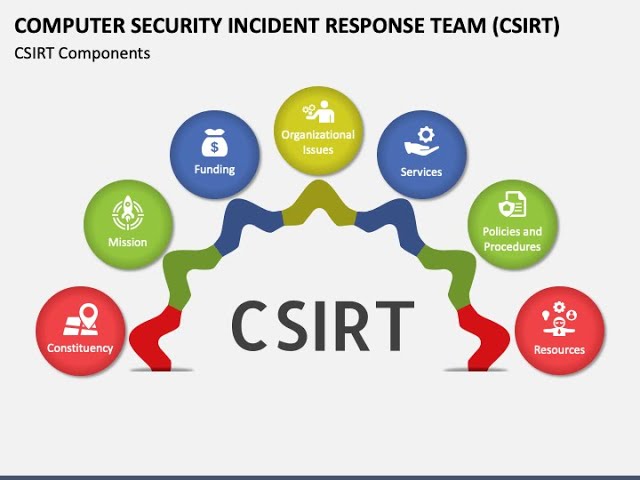 COMPUTER SECURITY INCIDENT RESPONSE TEAM (CSIRT)
CSIRT Components
Organizational
Issues
$
Funding
Services
Mission
Policies and
Procedures
CSIRT
Constituency
Resources